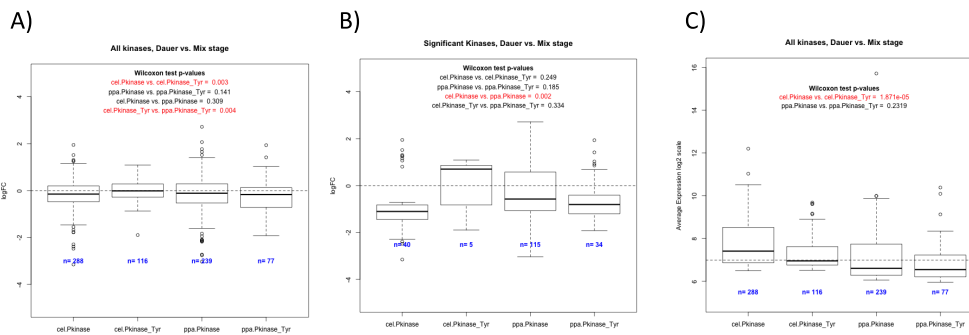 A)
All kinases, Dauer vs. Mix stage
Wilcoxon test p-values
cel.Pkinase vs. cel.Pkinase_Tyr = 0.003
ppa.Pkinase vs. ppa.Pkinase_Tyr = 0.141
cel.Pkinase vs. ppa.Pkinase = 0.309
cel.Pkinase_Tyr vs. ppa.Pkinase_Tyr = 0.004
logFC
4
2
0
-2
-4
n= 288 n= 116 n= 239 n= 77
cel.Pkinase cel.Pkinase_Tyr ppa.Pkinase ppa.Pkinase_Tyr
B)
Significant Kinases, Dauer vs. Mix stage
Wilcoxon test p-values
cel.Pkinase vs. cel.Pkinase_Tyr = 0.249
ppa.Pkinase vs. ppa.Pkinase_Tyr = 0.185
cel.Pkinase vs. ppa.Pkinase = 0.002
cel.Pkinase_Tyr vs. ppa.Pkinase_Tyr = 0.334
logFC
4
2
0
-2
-4
n= 40 n= 5 n= 115 n= 34
cel.Pkinase cel.Pkinase_Tyr ppa.Pkinase ppa.Pkinase_Tyr
C)
All kinases, Dauer vs. Mix stage
Wilcoxon test p-values
cel.Pkinase vs. cel.Pkinase_Tyr = 1.871e-05
ppa.Pkinase vs. ppa.Pkinase_Tyr = 0.2319
Average Expression log2 scale
16
14
12
10
8
6
n= 288 n= 116 n= 239 n= 77
cel.Pkinase cel.Pkinase_Tyr ppa.Pkinase ppa.Pkinase_Tyr